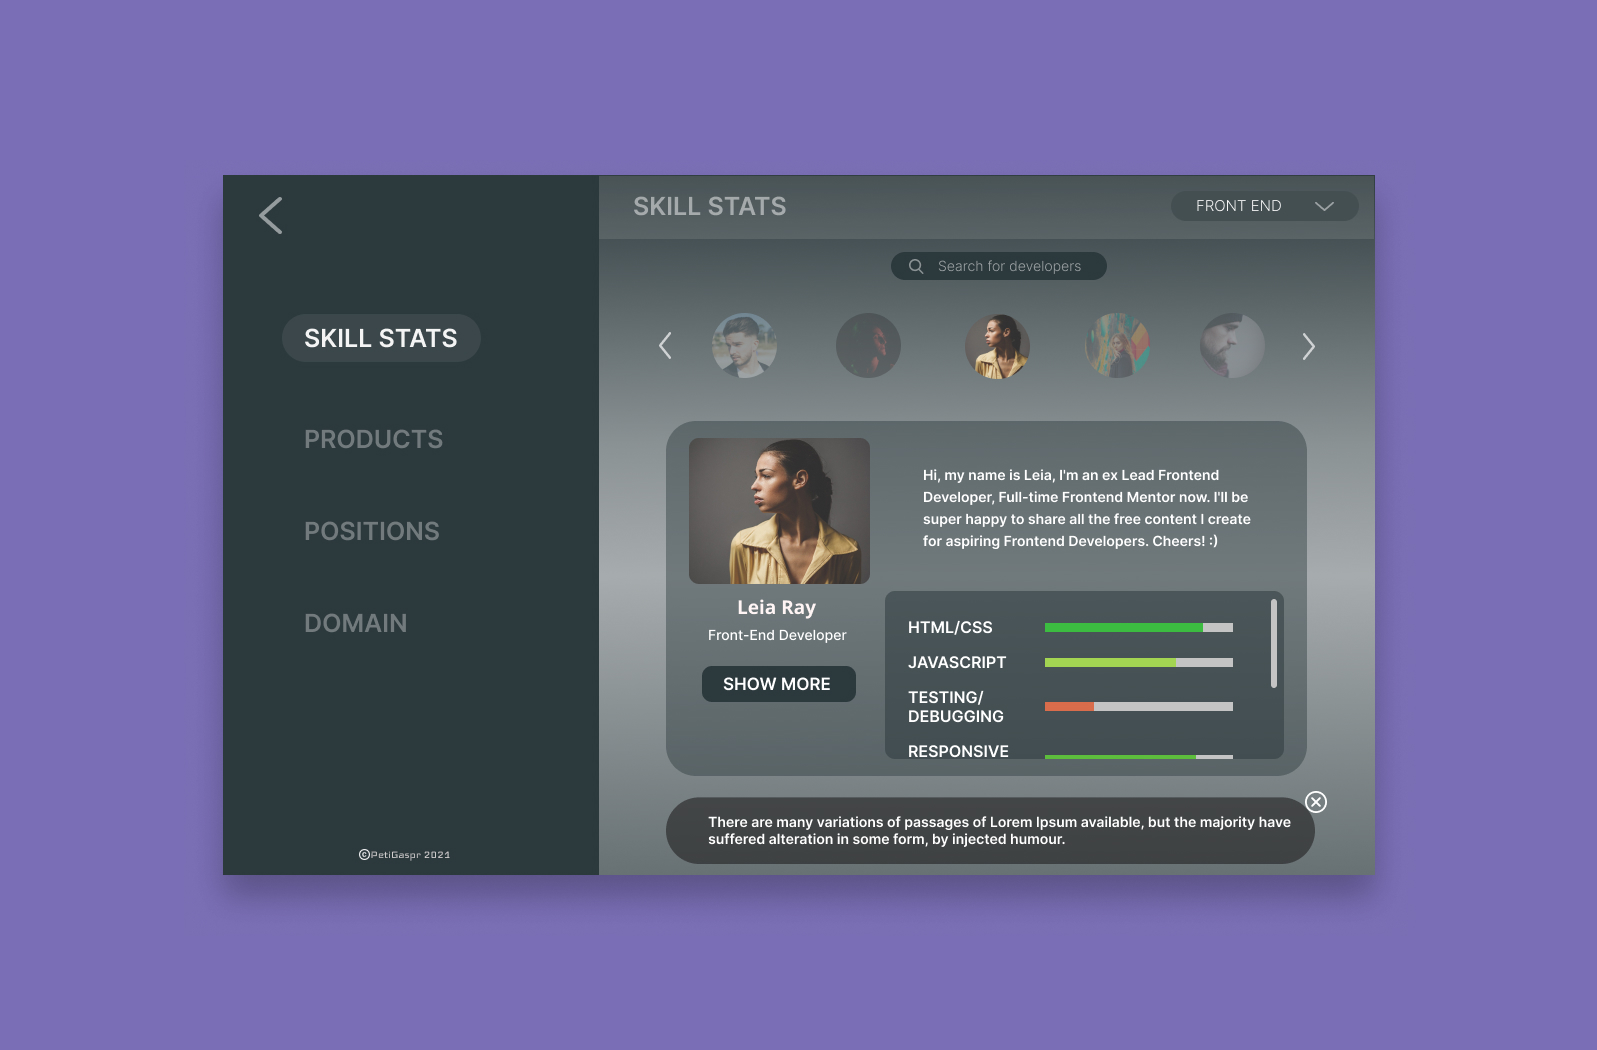 SKILL STATS
PRODUCTS
POSITIONS
DOMAIN
©PetiGaspr 2021
SKILL STATS
FRONT END
Search for developers
Hi, my name is Leia, I'm an ex Lead Frontend
Developer, Full-time Frontend Mentor now. I'll be
super happy to share all the free content I create
for aspiring Frontend Developers. Cheers! :)
Leia Ray
Front-End Developer
SHOW MORE
HTML/CSS
JAVASCRIPT
TESTING/
DEBUGGING
RESPONSIVE
There are many variations of passages of Lorem Ipsum available, but the majority have
suffered alteration in some form, by injected humour.